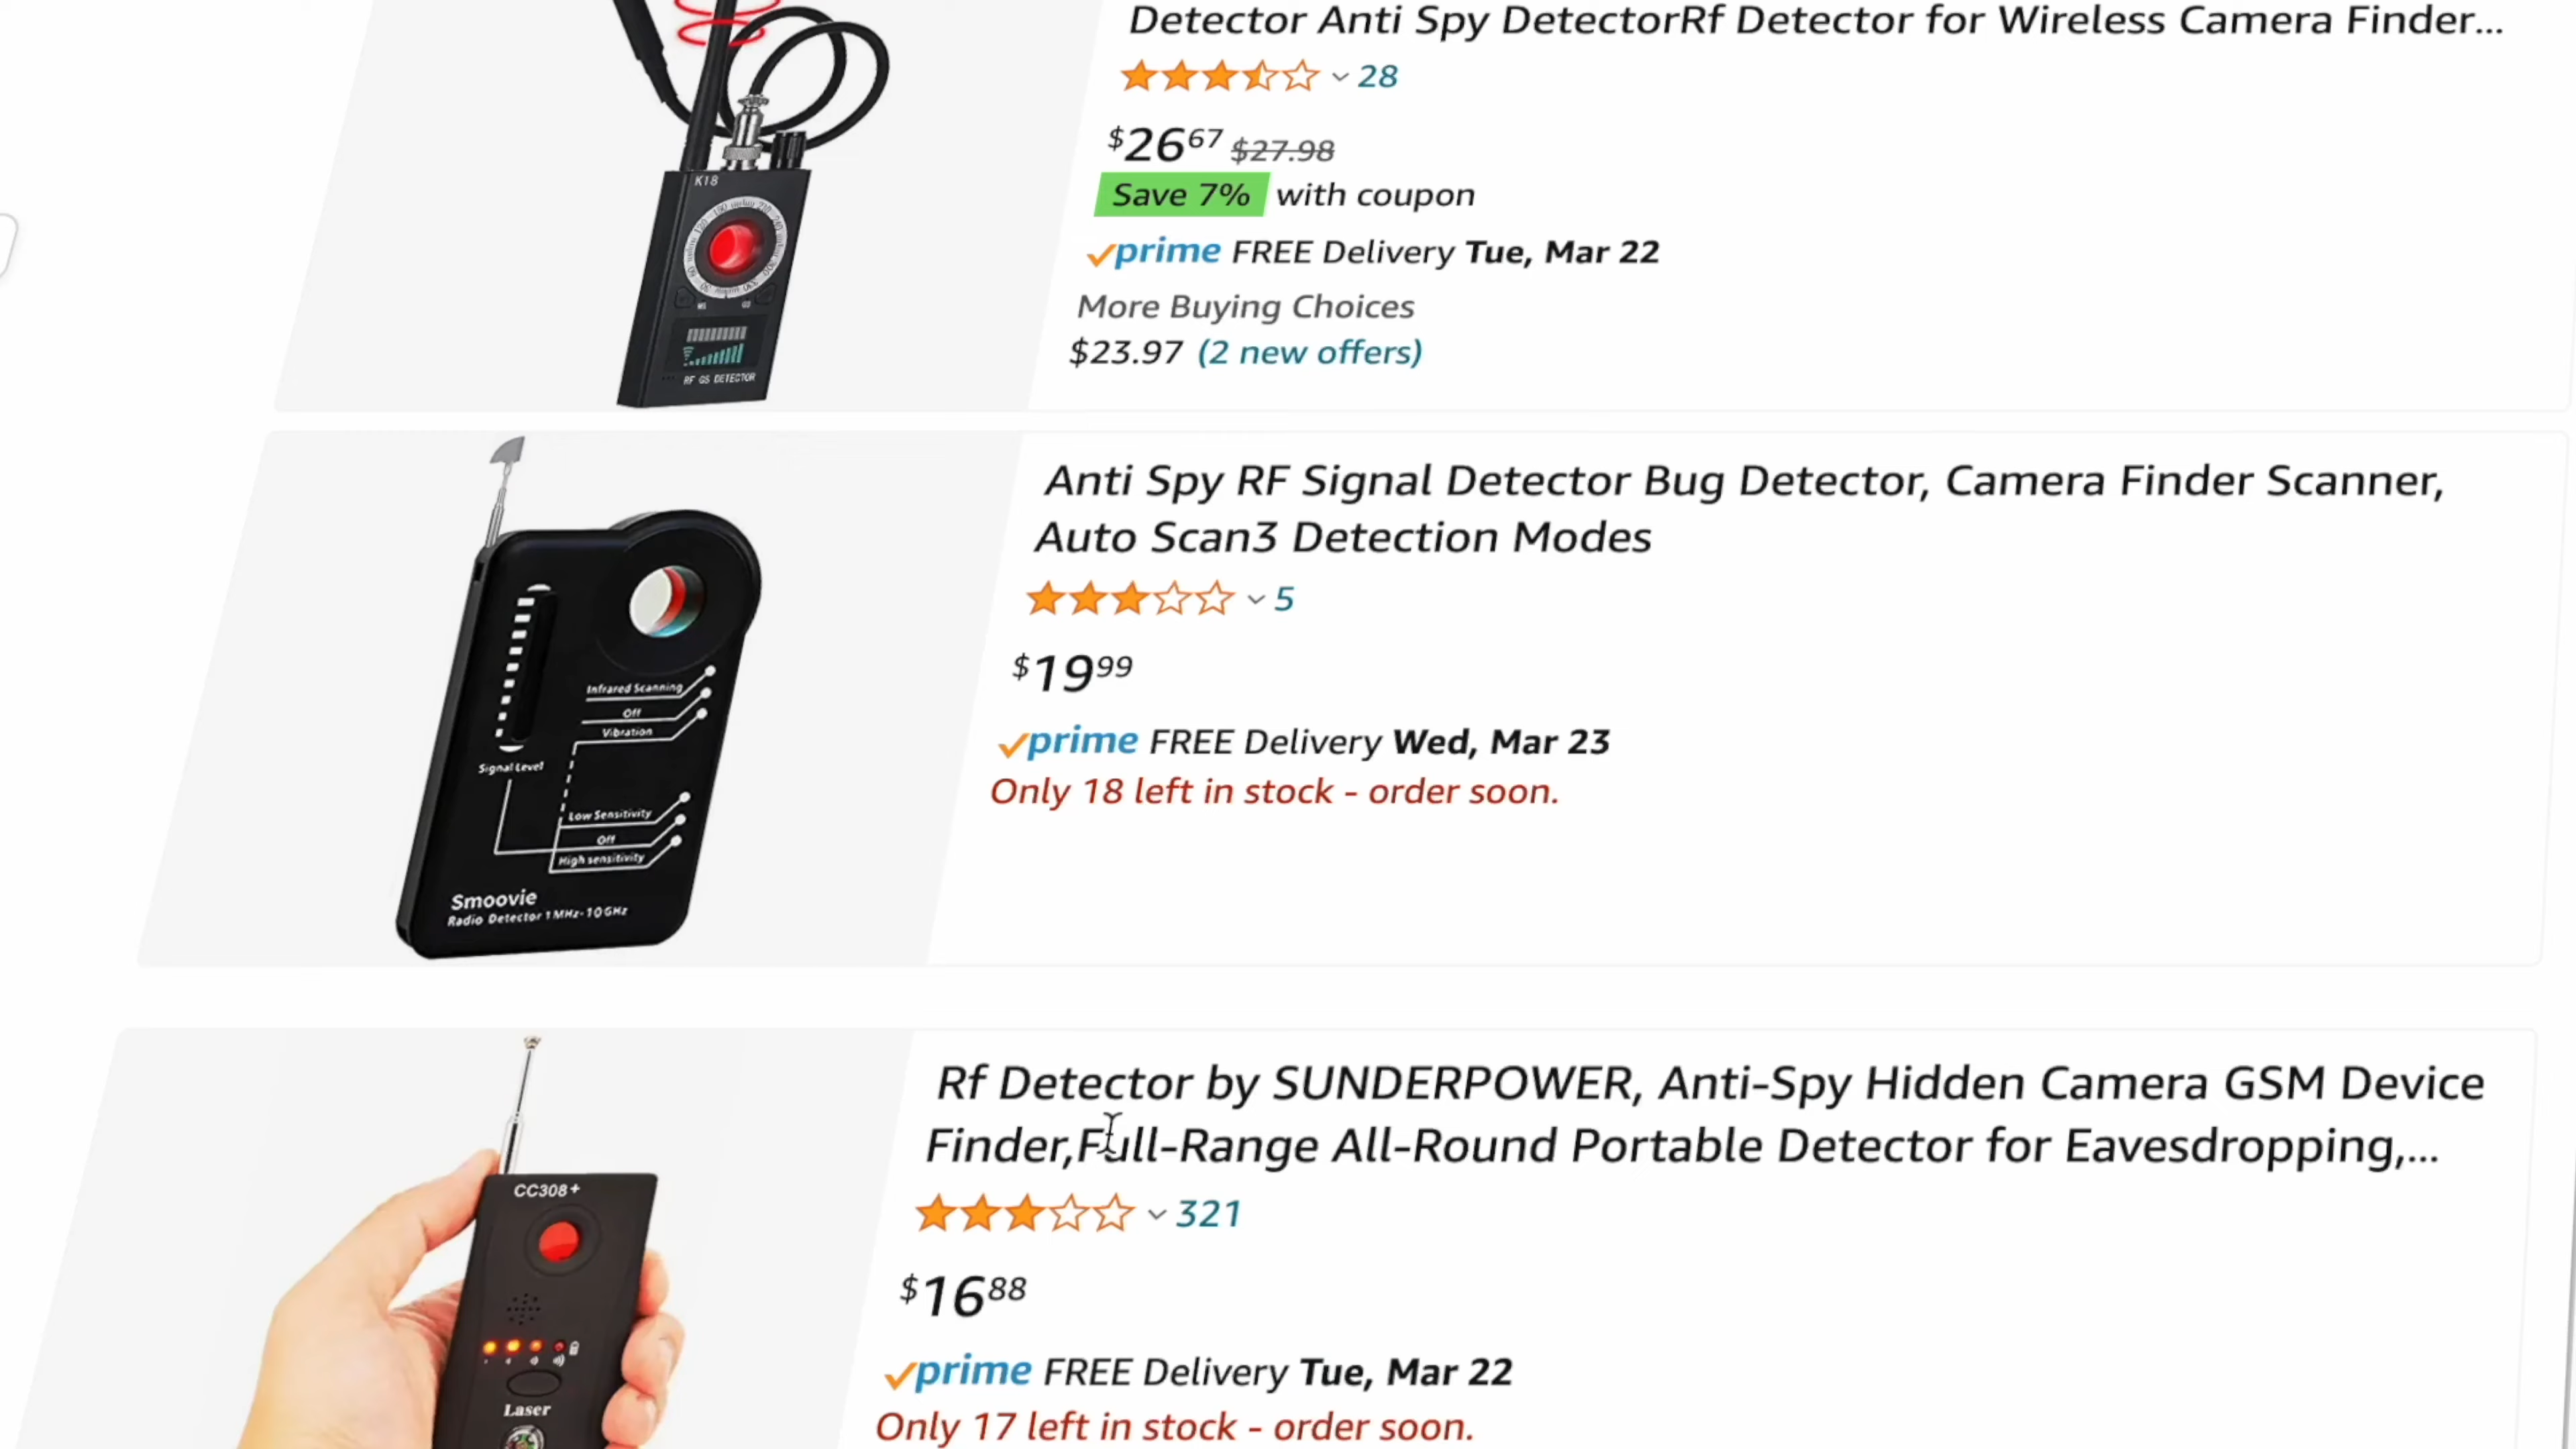 Detector Anti Spy DetectorRf Detector for Wireless Camera Finder...
28
$26.67 $27.98
Save 7% with coupon
prime FREE Delivery Tue, Mar 22
More Buying Choices
$23.97 (2 new offers)
K18
RF GS DETECTOR
Anti Spy RF Signal Detector Bug Detector, Camera Finder Scanner,
Auto Scan3 Detection Modes
5
$19.99
prime FREE Delivery Wed, Mar 23
Only 18 left in stock - order soon.
Infrared Scanning
Off
Vibration
Signal Level
Low Sensitivity
Off
High sensitivity
Smoovie
Radio Detector 1MHz-10GHz
Rf Detector by SUNDERPOWER, Anti-Spy Hidden Camera GSM Device
Finder,Full-Range All-Round Portable Detector for Eavesdropping,...
321
$16.88
prime FREE Delivery Tue, Mar 22
Only 17 left in stock - order soon.
CC308+
Laser